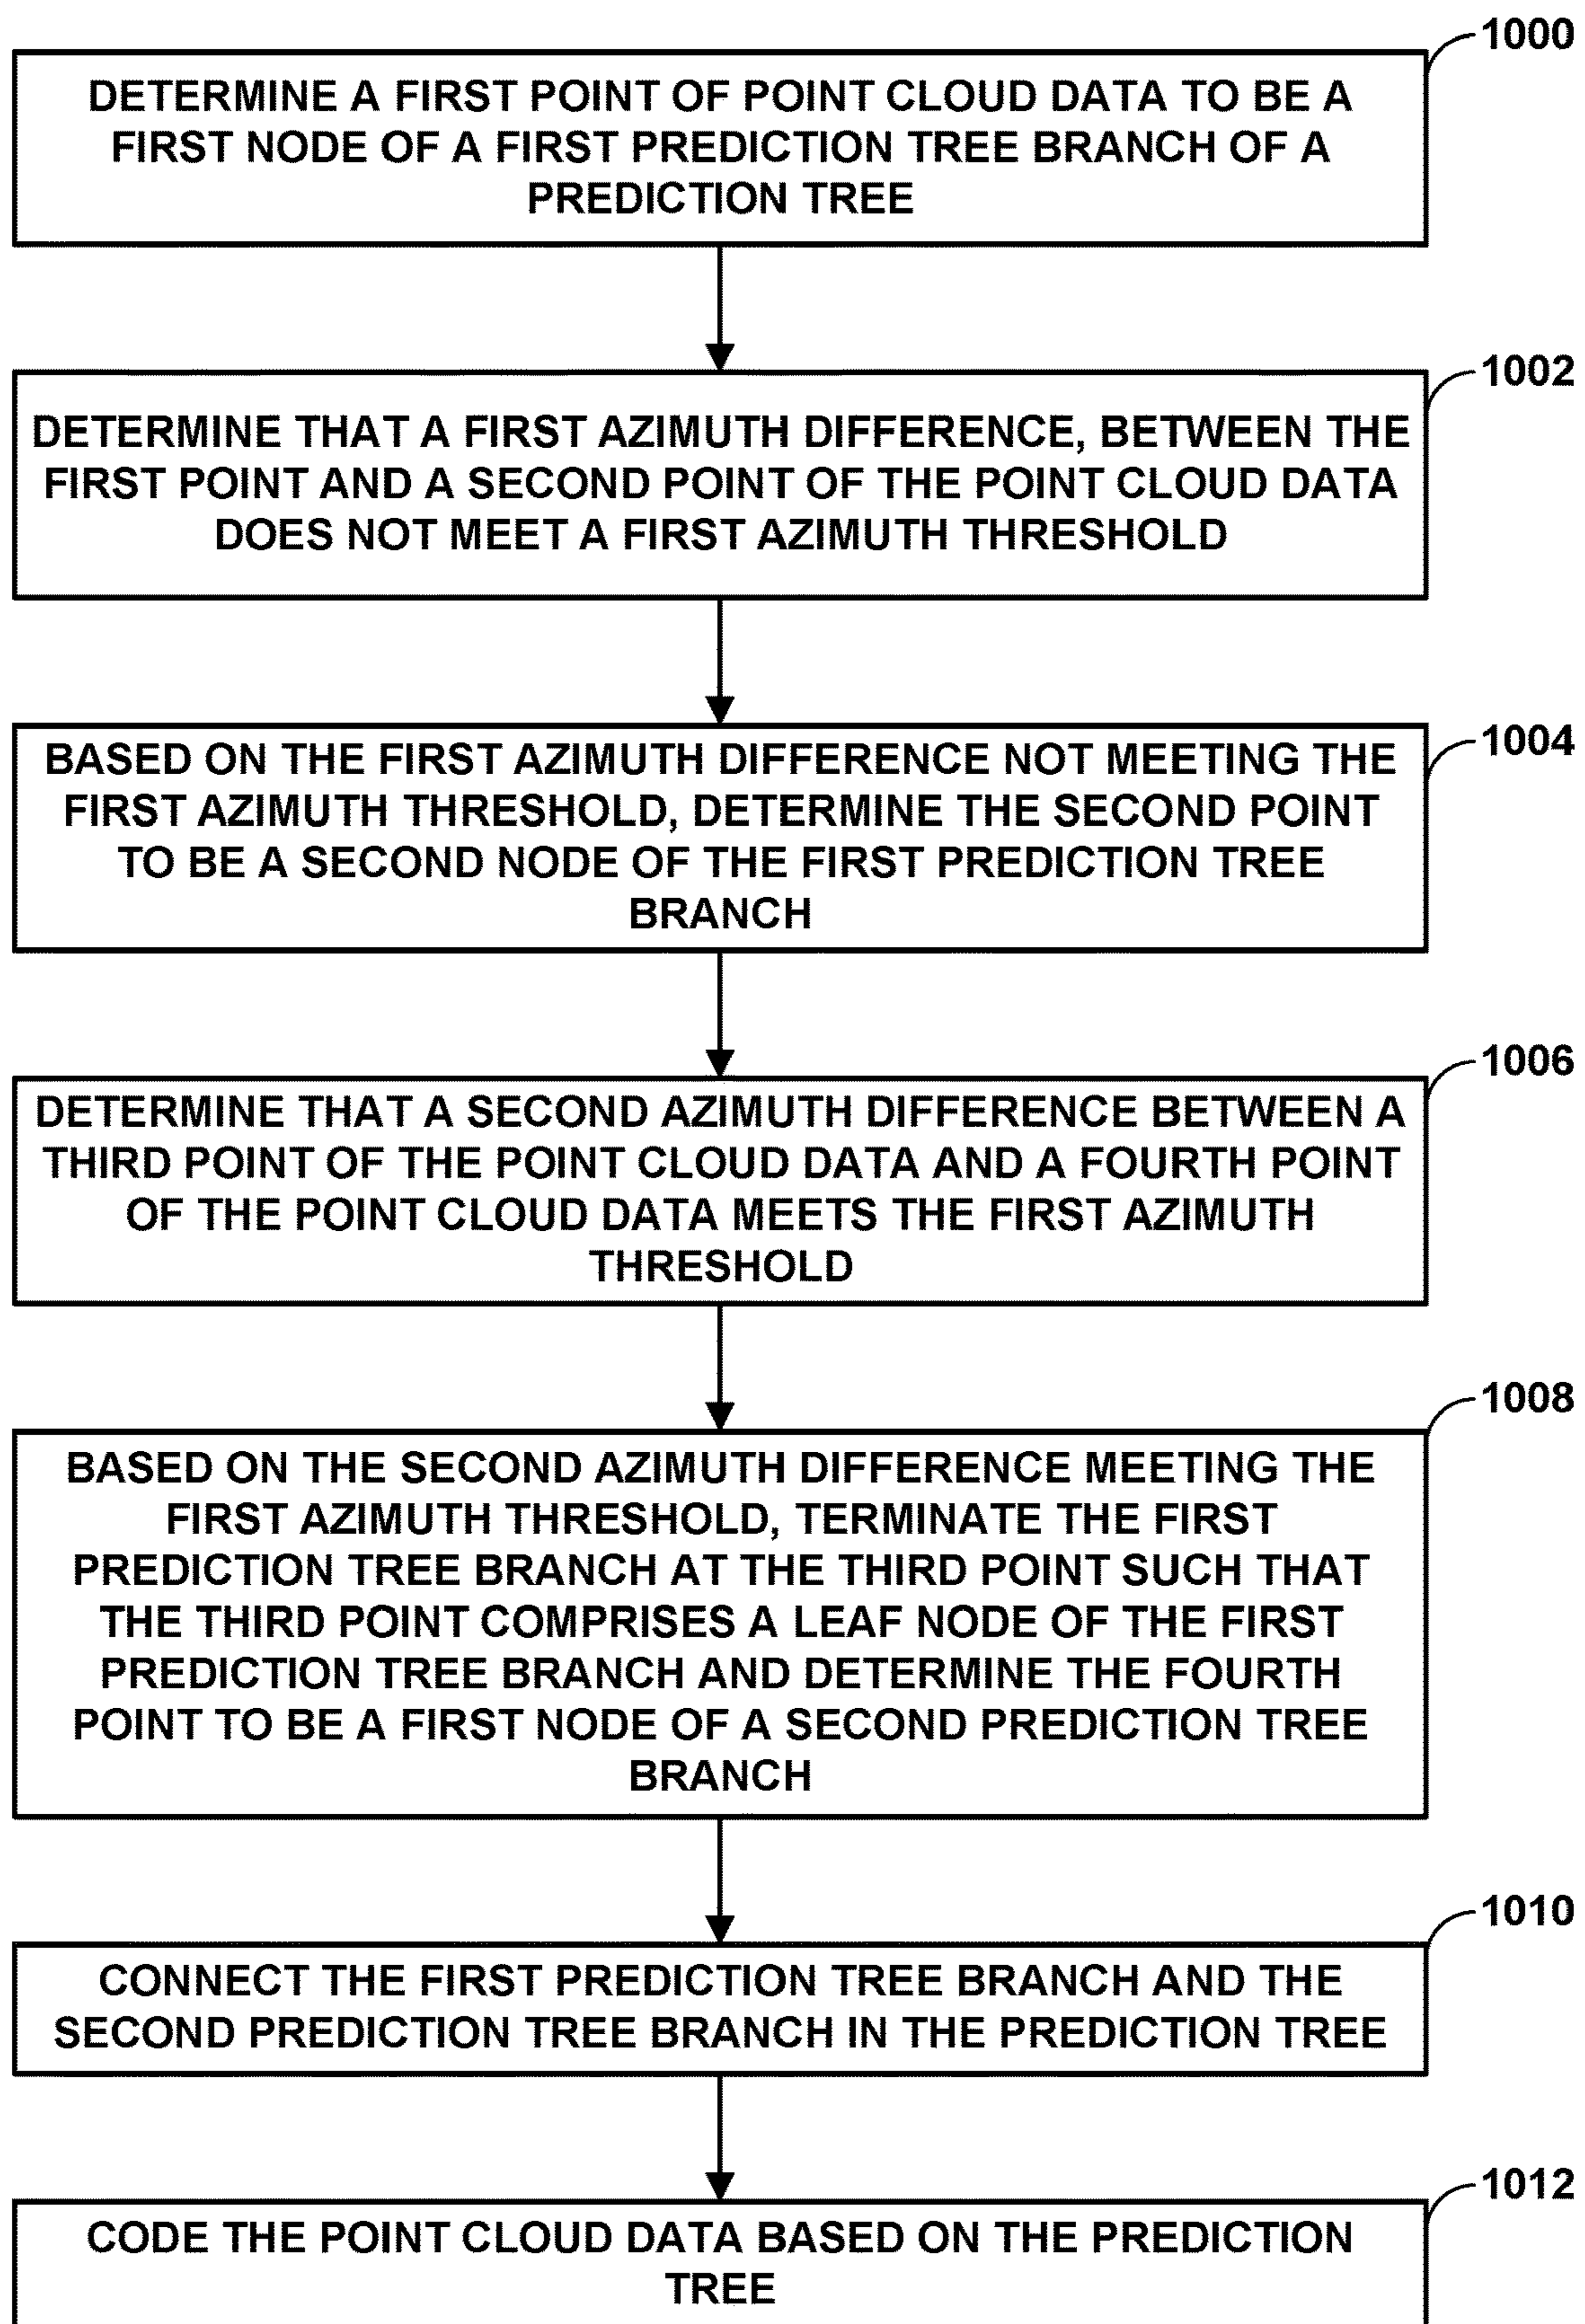 1000
DETERMINE A FIRST POINT OF POINT CLOUD DATA TO BE A
FIRST NODE OF A FIRST PREDICTION TREE BRANCH OF A
PREDICTION TREE
1002
DETERMINE THAT A FIRST AZIMUTH DIFFERENCE, BETWEEN THE
FIRST POINT AND A SECOND POINT OF THE POINT CLOUD DATA
DOES NOT MEET A FIRST AZIMUTH THRESHOLD
1004
BASED ON THE FIRST AZIMUTH DIFFERENCE NOT MEETING THE
FIRST AZIMUTH THRESHOLD, DETERMINE THE SECOND POINT
TO BE A SECOND NODE OF THE FIRST PREDICTION TREE
BRANCH
1006
DETERMINE THAT A SECOND AZIMUTH DIFFERENCE BETWEEN A
THIRD POINT OF THE POINT CLOUD DATA AND A FOURTH POINT
OF THE POINT CLOUD DATA MEETS THE FIRST AZIMUTH
THRESHOLD
1008
BASED ON THE SECOND AZIMUTH DIFFERENCE MEETING THE
FIRST AZIMUTH THRESHOLD, TERMINATE THE FIRST
PREDICTION TREE BRANCH AT THE THIRD POINT SUCH THAT
THE THIRD POINT COMPRISES A LEAF NODE OF THE FIRST
PREDICTION TREE BRANCH AND DETERMINE THE FOURTH
POINT TO BE A FIRST NODE OF A SECOND PREDICTION TREE
BRANCH
1010
CONNECT THE FIRST PREDICTION TREE BRANCH AND THE
SECOND PREDICTION TREE BRANCH IN THE PREDICTION TREE
1012
CODE THE POINT CLOUD DATA BASED ON THE PREDICTION
TREE